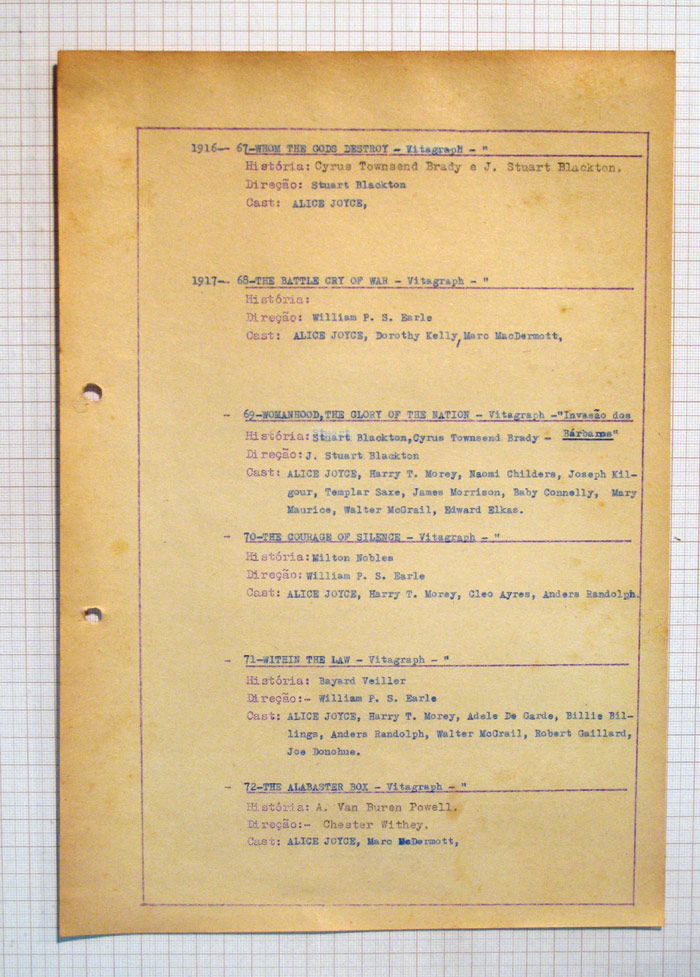 1916-- 67-WHOM THE GODS DESTROY - Vitagraph - "
História: Cyrus Townsend Brady e J. Stuart Blackton.
Direção: Stuart Blackton
Cast: ALICE JOYCE,
1917-- 68-THE BATTLE CRY OF WAR - Vitagraph - "
História:
Direção: William P. S. Earle
Cast: ALICE JOYCE, Dorothy Kelly, Marc MacDermott,
- 69-WOMANHOOD,THE GLORY OF THE NATION - Vitagraph -"Invasão dos
História: Stuart Blackton,Cyrus Townsend Brady - Bárbaros"
Direção: J. Stuart Blackton
Cast: ALICE JOYCE, Harry T. Morey, Naomi Childers, Joseph Kil-
gour, Templar Saxe, James Morrison, Baby Connelly, Mary
Maurice, Walter McGrail, Edward Elkas.
- 70-THE COURAGE OF SILENCE - Vitagraph - "
História: Milton Nobles
Direção: William P. S. Earle
Cast: ALICE JOYCE, Harry T. Morey, Cleo Ayres, Anders Randolph.
- 71-WITHIN THE LAW - Vitagraph - "
História: Bayard Veiller
Direção:- William P. S. Earle
Cast: ALICE JOYCE, Harry T. Morey, Adele De Garde, Billie Bil-
lings, Anders Randolph, Walter McGrail, Robert Gaillard,
Joe Donohue.
- 72-THE ALABASTER BOX - Vitagraph - "
História: A. Van Buren Powell.
Direção:- Chester Withey.
Cast: ALICE JOYCE, Marc McDermott,